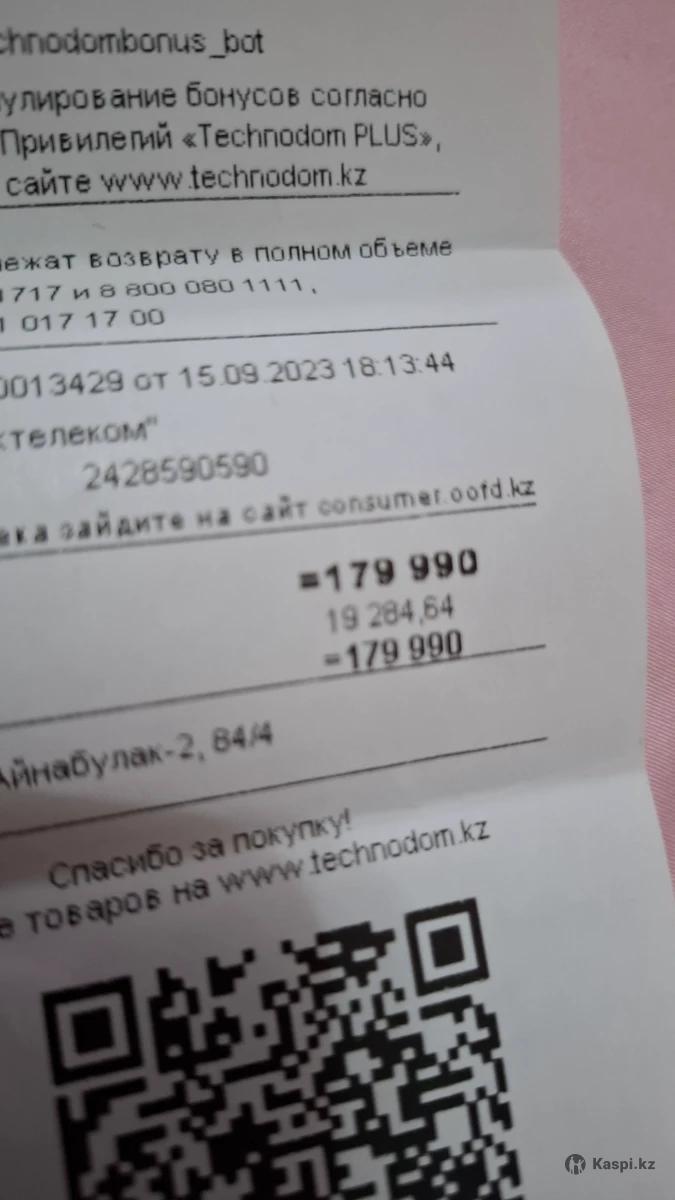 chnodombonus_bot
улирование бонусов согласно
Привилегий «Technodom PLUS»,
сайте www.technodom.kz
ежат возврату в полном объеме
1717 и 8 800 080 1111,
1 017 17 00
0013429 от 15.09.2023 18:13:44
ктелеком"
2428590590
ека зайдите на сайт consumer.oofd.kz
=179 990
19 284,64
=179 990
Айнабулак-2, 84/4
Спасибо за покупку!
е товаров на www.technodom.kz
Kaspi.kz